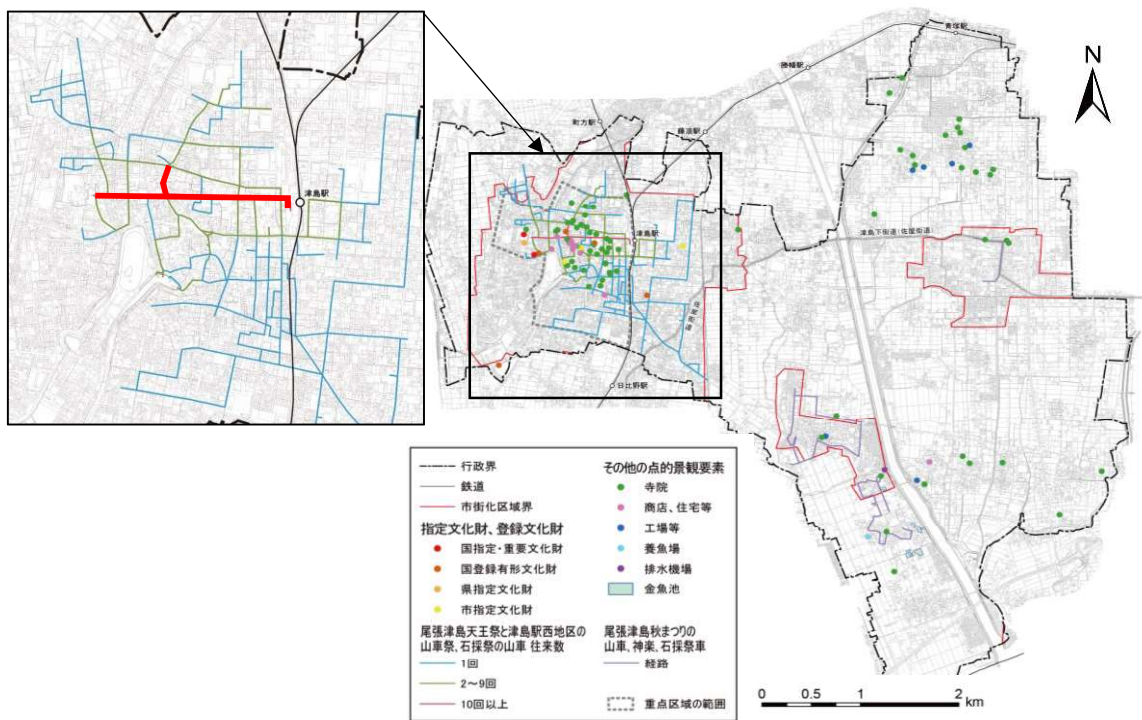 津島駅
青塚駅
勝幡駅
町方駅
藤浪駅
N
津島駅
津島下街道(佐屋街道)
佐屋街道
日比野駅
行政界
鉄道
市街化区域界
指定文化財、登録文化財
国指定・重要文化財
国登録有形文化財
県指定文化財
市指定文化財
尾張津島天王祭と津島駅西地区の
山車祭、石採祭の山車 往来数
1回
2～9回
10回以上
その他の点的景観要素
寺院
商店、住宅等
工場等
養魚場
排水機場
金魚池
尾張津島秋まつりの
山車、神楽、石採祭車
経路
重点区域の範囲
0 0.5 1 2 km